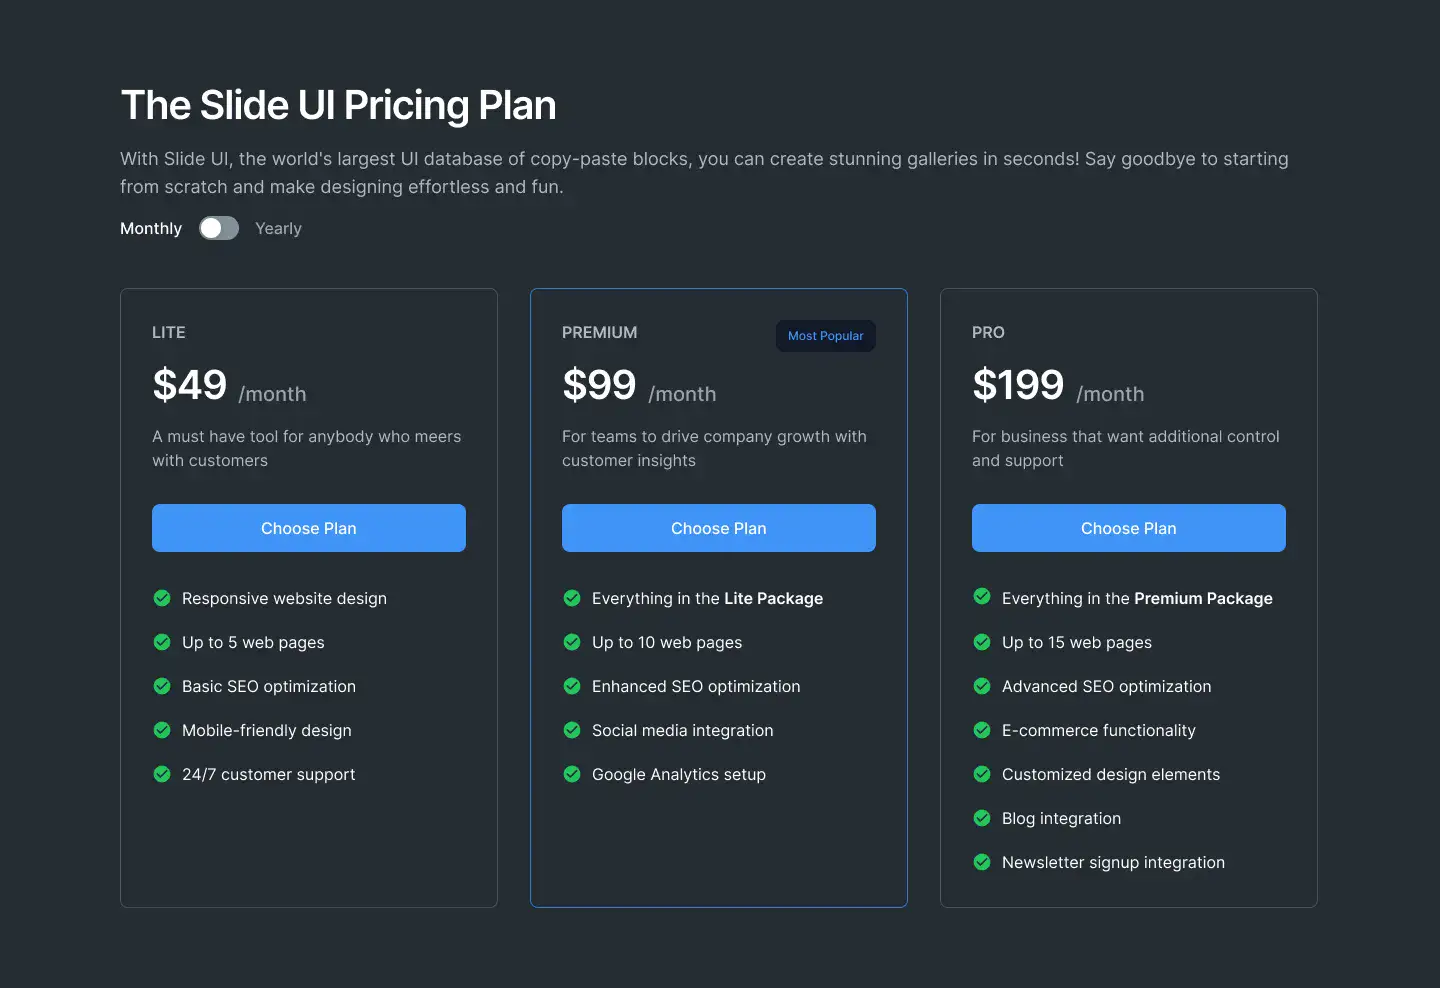 The Slide UI Pricing Plan
With Slide UI, the world's largest UI database of copy-paste blocks, you can create stunning galleries in seconds! Say goodbye to starting
from scratch and make designing effortless and fun.
Monthly Yearly
LITE
$49 /month
A must have tool for anybody who meers
with customers
Choose Plan
Responsive website design
Up to 5 web pages
Basic SEO optimization
Mobile-friendly design
24/7 customer support
PREMIUM
Most Popular
$99 /month
For teams to drive company growth with
customer insights
Choose Plan
Everything in the Lite Package
Up to 10 web pages
Enhanced SEO optimization
Social media integration
Google Analytics setup
PRO
$199 /month
For business that want additional control
and support
Choose Plan
Everything in the Premium Package
Up to 15 web pages
Advanced SEO optimization
E-commerce functionality
Customized design elements
Blog integration
Newsletter signup integration